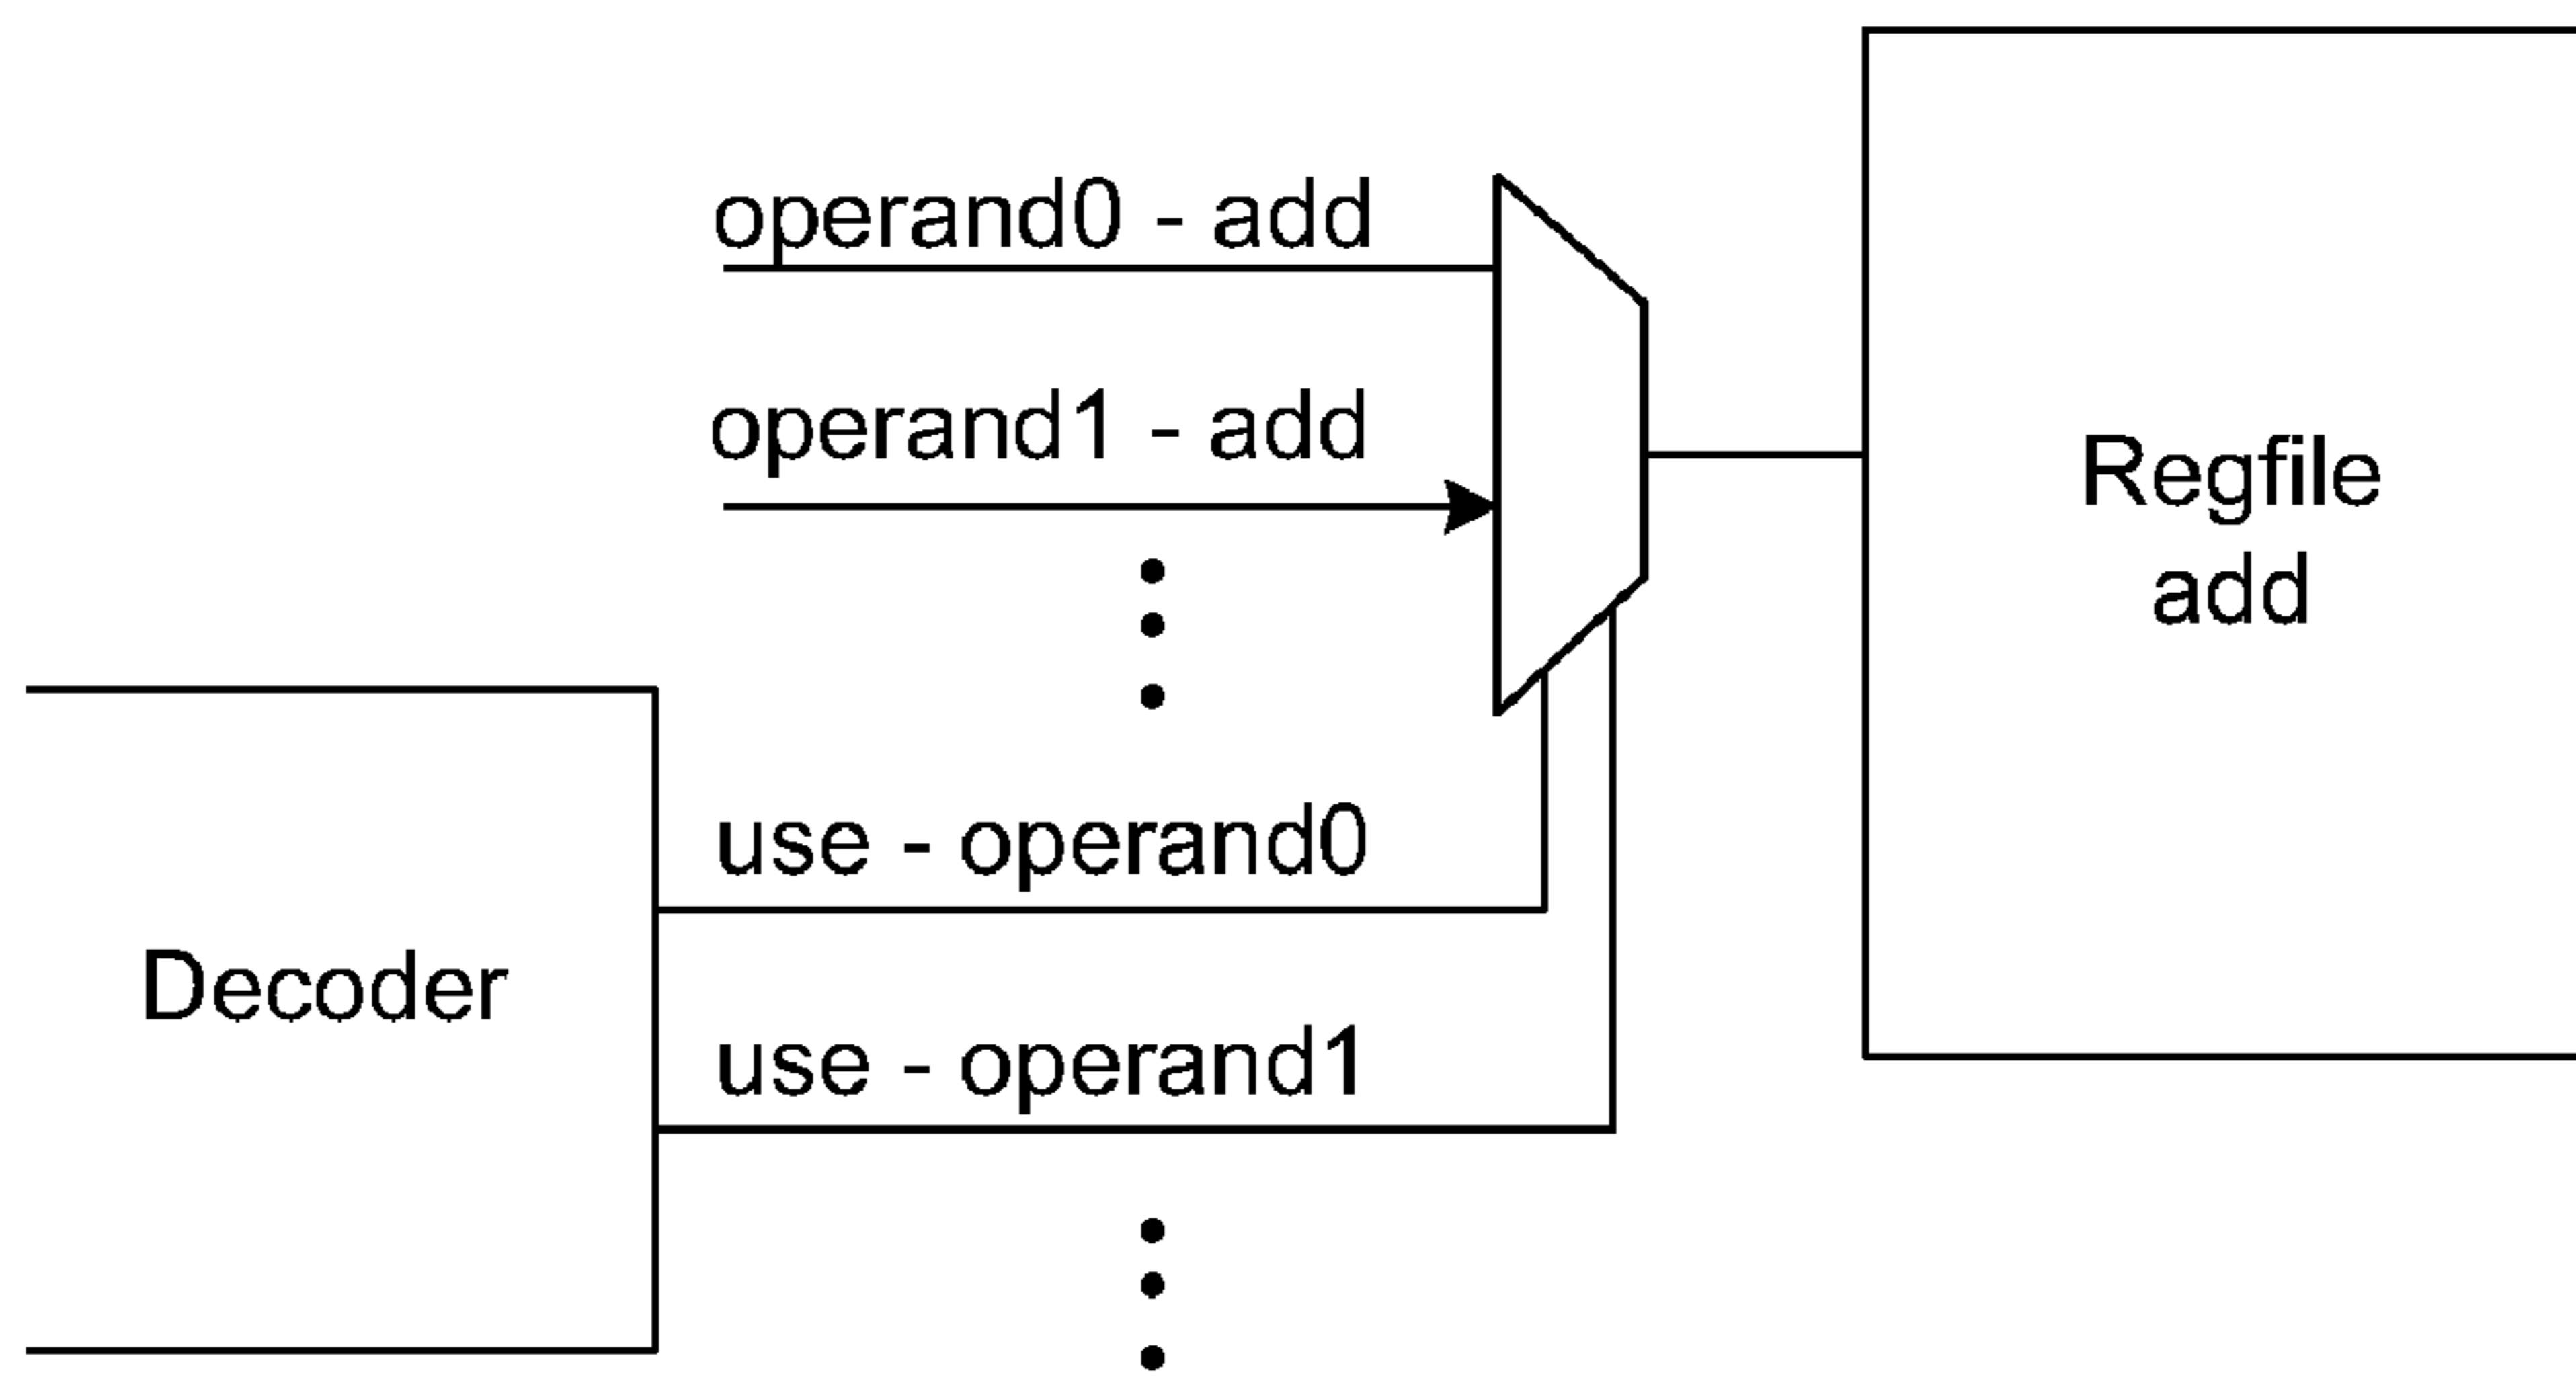 operand0 - add
operand1 - add
Regfile
add
use - operand0
Decoder
use - operand1